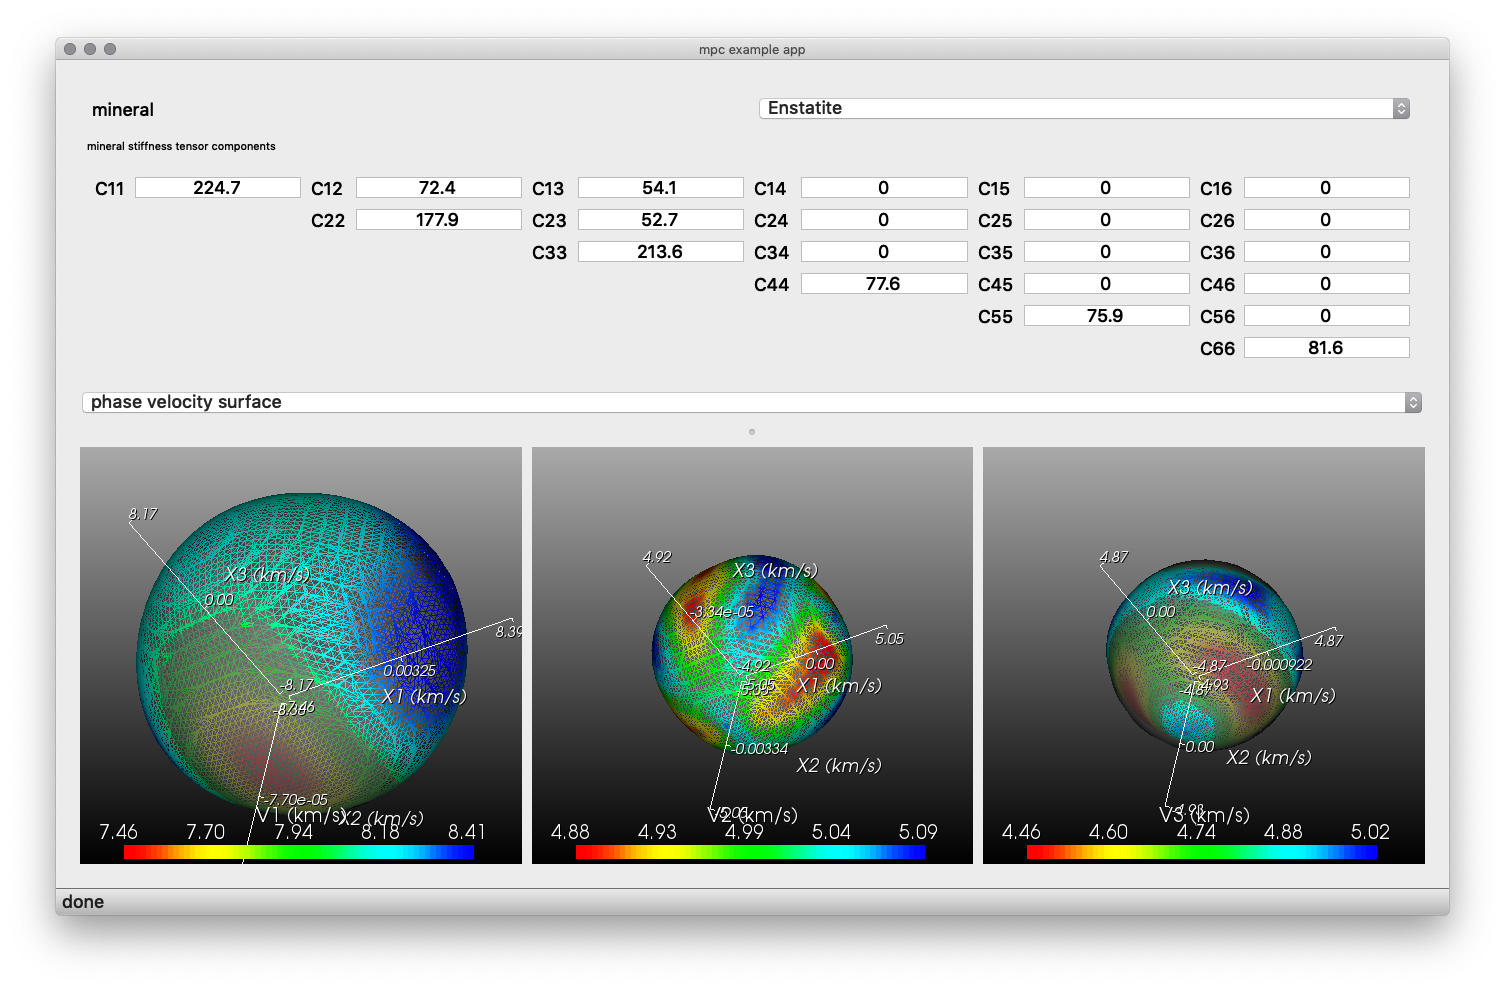 mpc example app
mineral Enstatite
mineral stiffness tensor components
C11 224.7 C12 72.4 C13 54.1 C14 0 C15 0 C16 0
C22 177.9 C23 52.7 C24 0 C25 0 C26 0
C33 213.6 C34 0 C35 0 C36 0
C44 77.6 C45 0 C46 0
C55 75.9 C56 0
C66 81.6
phase velocity surface
8.17
X3 (km/s)
0.00
8.39
0.00325
-8.17
X1 (km/s)
-7.70e-05
V1 (km/s)
X2 (km/s)
7.46 7.70 7.94 8.18 8.41
4.92
X3 (km/s)
-3.34e-05
5.05
0.00
-4.92
X1 (km/s)
-0.00334
X2 (km/s)
V2 (km/s)
4.88 4.93 4.99 5.04 5.09
4.87
X3 (km/s)
0.00
4.87
-0.000922
-4.87
X1 (km/s)
-0.00
X2 (km/s)
V3 (km/s)
4.46 4.60 4.74 4.88 5.02
done